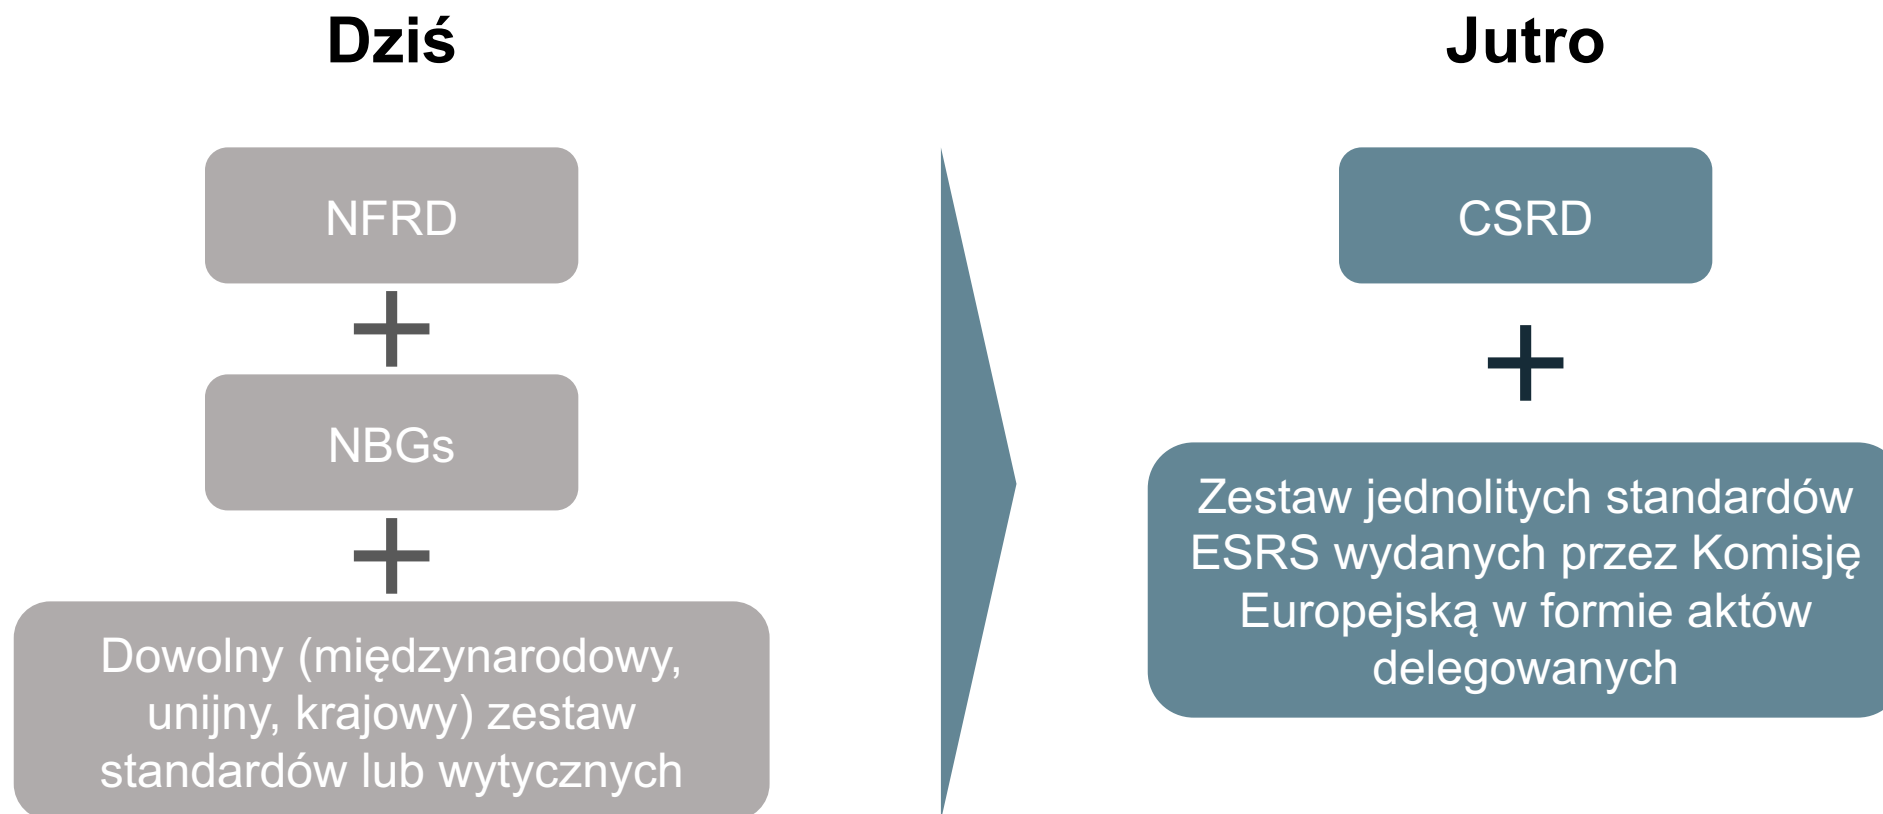 Dziś
NFRD
NBGs
Dowolny (międzynarodowy,
unijny, krajowy) zestaw
standardów lub wytycznych
Jutro
CSRD
Zestaw jednolitych standardów
ESRS wydanych przez Komisję
Europejską w formie aktów
delegowanych